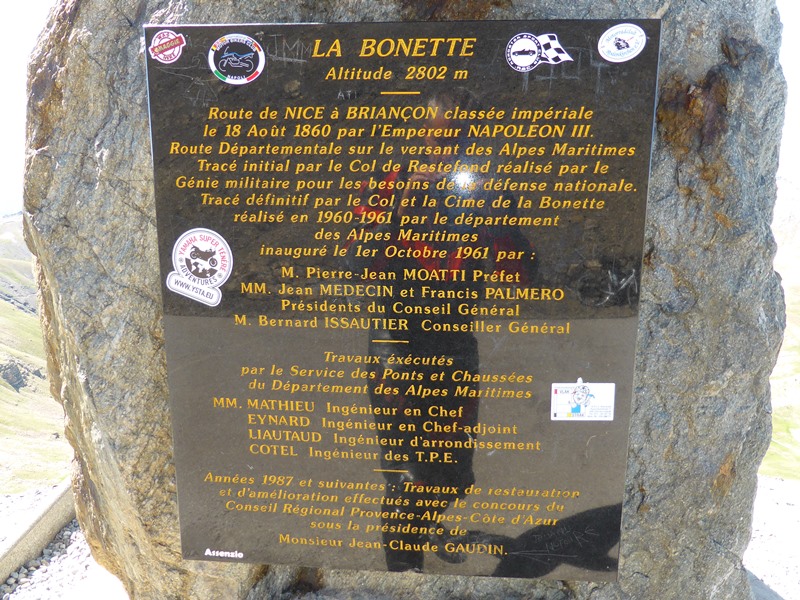 LA BONETTE
Altitude 2802 m
Route de NICE à BRIANÇON classée impériale
le 18 Août 1860 par l'Empereur NAPOLEON III.
Route Départementale sur le versant des Alpes Maritimes
Tracé initial par le Col de Restefond réalisé par le
Génie militaire pour les besoins de la défense nationale.
Tracé définitif par le Col et la Cime de la Bonette
réalisé en 1960-1961 par le département
des Alpes Maritimes
inauguré le 1er Octobre 1961 par :
M. Pierre-Jean MOATTI Préfet
MM. Jean MEDECIN et Francis PALMERO
Présidents du Conseil Général
M. Bernard ISSAUTIER Conseiller Général
YAMAHA SUPER TENERE
ADVENTURES
WWW.YSTA.EU
Travaux éxécutés
par le Service des Ponts et Chaussées
du Département des Alpes Maritimes
MM. MATHIEU Ingénieur en Chef
EYNARD Ingénieur en Chef-adjoint
LIAUTAUD Ingénieur d'arrondissement
COTEL Ingénieur des T.P.E.
Années 1987 et suivantes : Travaux de restauration
et d'amélioration effectués avec le concours du
Conseil Régional Provence-Alpes-Côte d'Azur
sous la présidence de
Monsieur Jean-Claude GAUDIN.
Assenzio